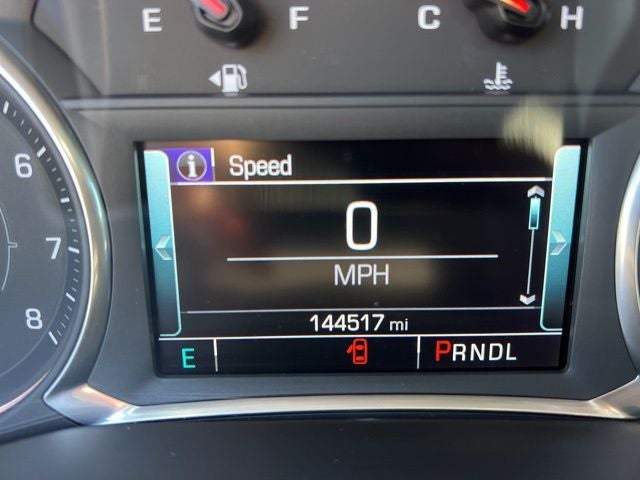 E F C H
6
7
8
i Speed
0
MPH
144517 mi
E PRNDL